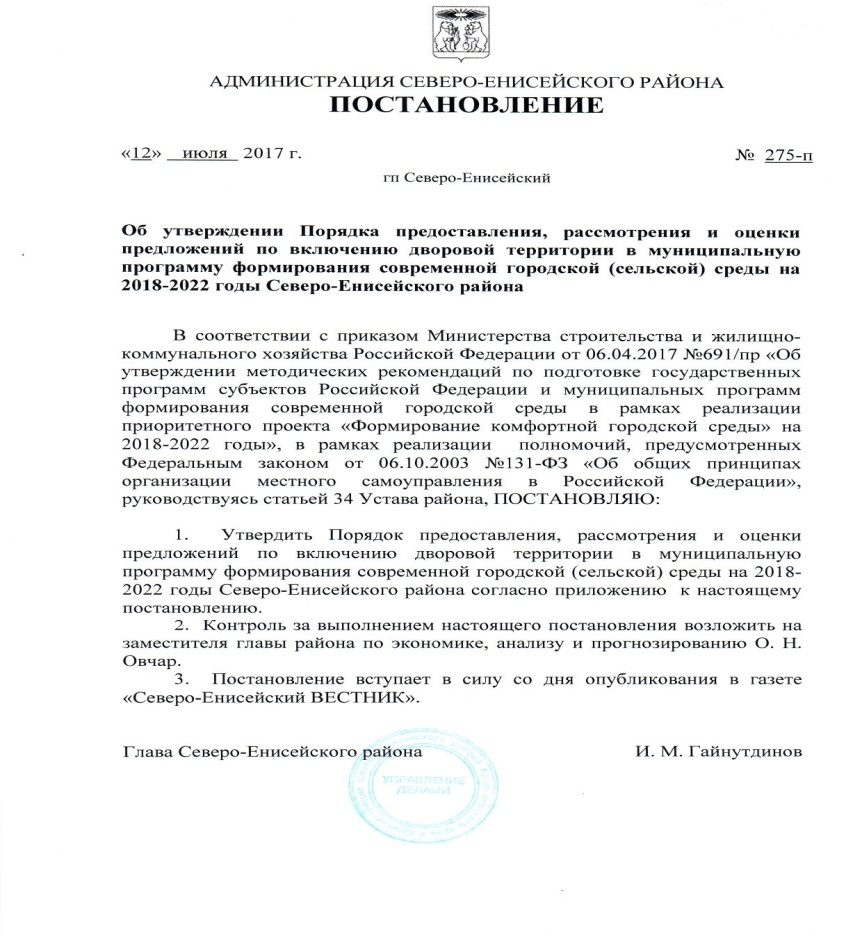 АДМИНИСТРАЦИЯ СЕВЕРО-ЕНИСЕЙСКОГО РАЙОНА
ПОСТАНОВЛЕНИЕ
«12» июля 2017 г. № 275-п
гп Северо-Енисейский
Об утверждении Порядка предоставления, рассмотрения и оценки
предложений по включению дворовой территории в муниципальную
программу формирования современной городской (сельской) среды на
2018-2022 годы Северо-Енисейского района
В соответствии с приказом Министерства строительства и жилищно-
коммунального хозяйства Российской Федерации от 06.04.2017 №691/пр «Об
утверждении методических рекомендаций по подготовке государственных
программ субъектов Российской Федерации и муниципальных программ
формирования современной городской среды в рамках реализации
приоритетного проекта «Формирование комфортной городской среды» на
2018-2022 годы», в рамках реализации полномочий, предусмотренных
Федеральным законом от 06.10.2003 №131-ФЗ «Об общих принципах
организации местного самоуправления в Российской Федерации»,
руководствуясь статьей 34 Устава района, ПОСТАНОВЛЯЮ:
1. Утвердить Порядок предоставления, рассмотрения и оценки
предложений по включению дворовой территории в муниципальную
программу формирования современной городской (сельской) среды на 2018-
2022 годы Северо-Енисейского района согласно приложению к настоящему
постановлению.
2. Контроль за выполнением настоящего постановления возложить на
заместителя главы района по экономике, анализу и прогнозированию О. Н.
Овчар.
3. Постановление вступает в силу со дня опубликования в газете
«Северо-Енисейский ВЕСТНИК».
Глава Северо-Енисейского района И. М. Гайнутдинов
УПРАВЛЕНИЕ
ДЕЛАМИ